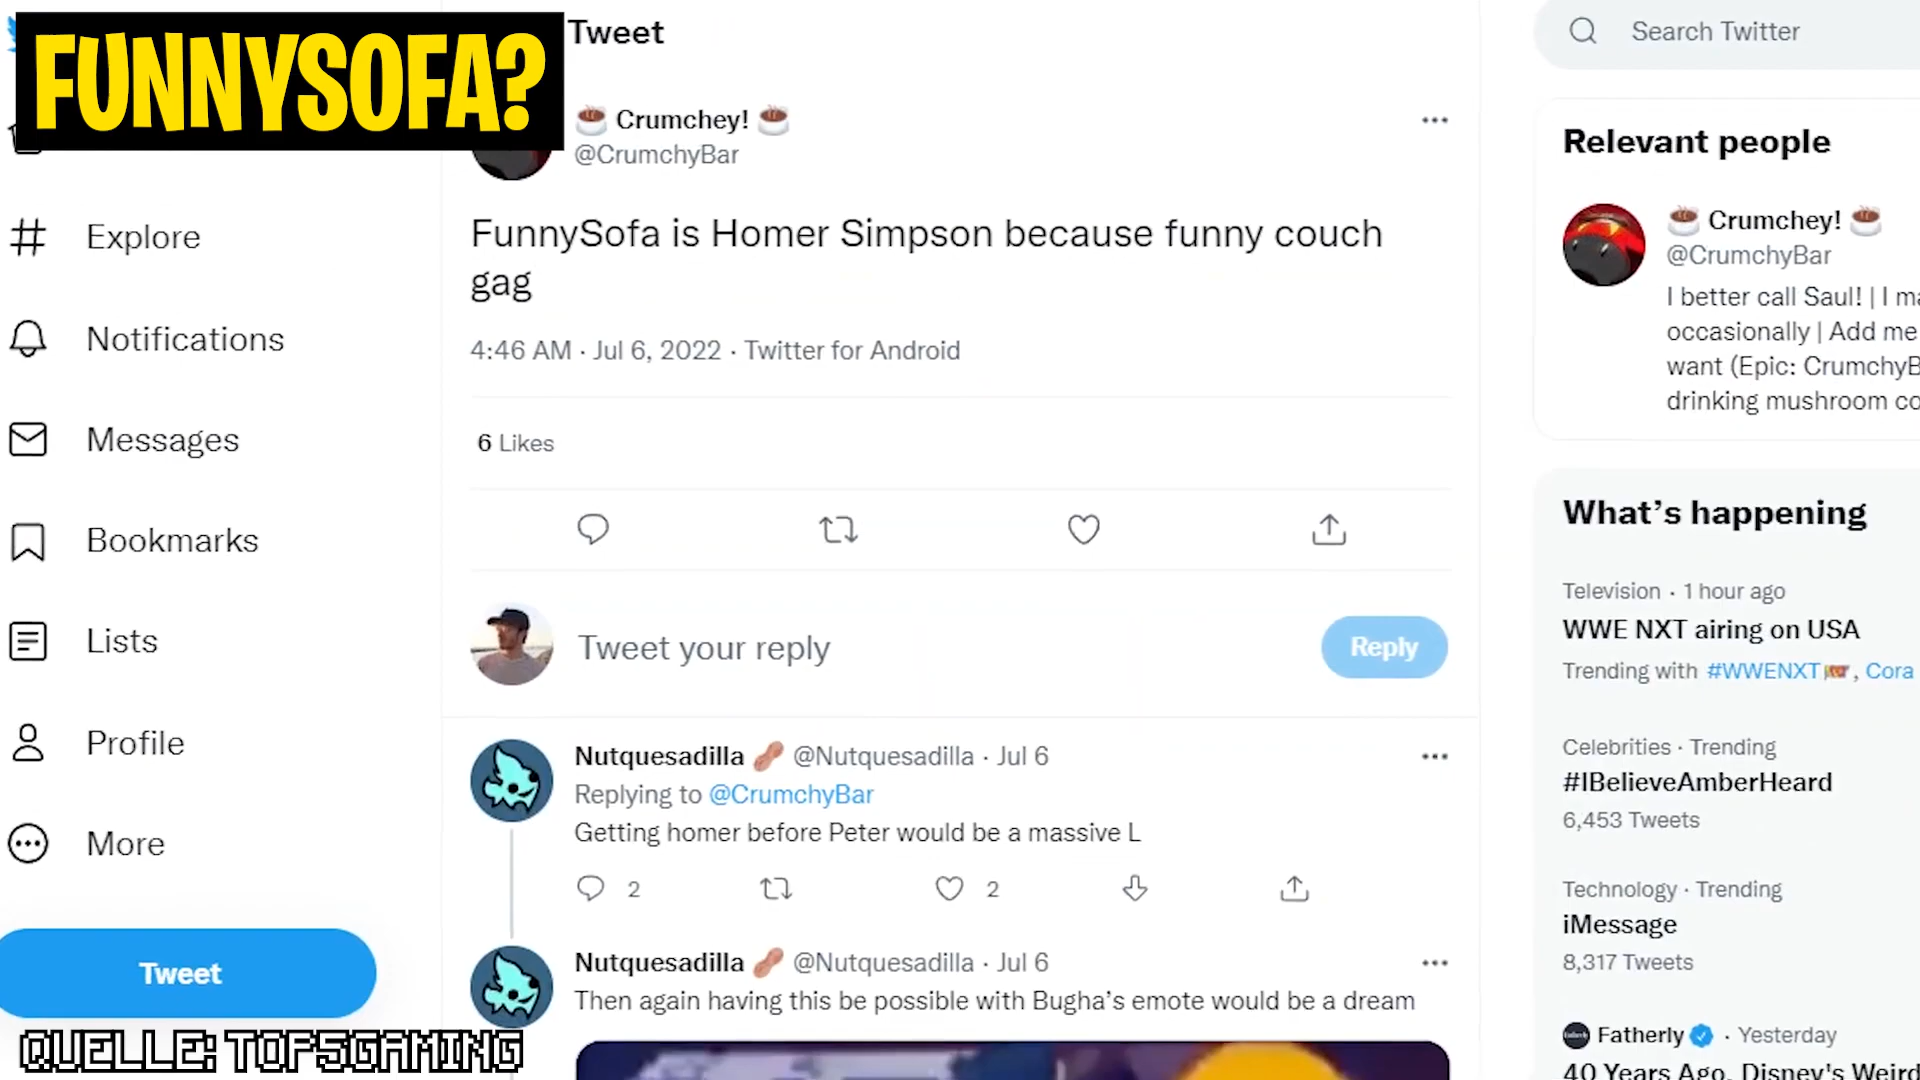 FUNNYSOFA?
Tweet
Search Twitter
Crumchey!
@CrumchyBar
FunnySofa is Homer Simpson because funny couch
gag
4:46 AM · Jul 6, 2022 · Twitter for Android
6 Likes
Tweet your reply
Reply
Nutquesadilla @Nutquesadilla · Jul 6
Replying to @CrumchyBar
Getting homer before Peter would be a massive L
2
2
Nutquesadilla @Nutquesadilla · Jul 6
Then again having this be possible with Bugha's emote would be a dream
Explore
Notifications
Messages
Bookmarks
Lists
Profile
More
Tweet
QUELLE: TOP5GAMING
Relevant people
Crumchey!
@CrumchyBar
I better call Saul! | I ma
occasionally | Add me
want (Epic: CrumchyB
drinking mushroom co
What's happening
Television · 1 hour ago
WWE NXT airing on USA
Trending with #WWENXT, Cora
Celebrities · Trending
#IBelieveAmberHeard
6,453 Tweets
Technology · Trending
iMessage
8,317 Tweets
Fatherly · Yesterday
40 Years Ago, Disney's Weird